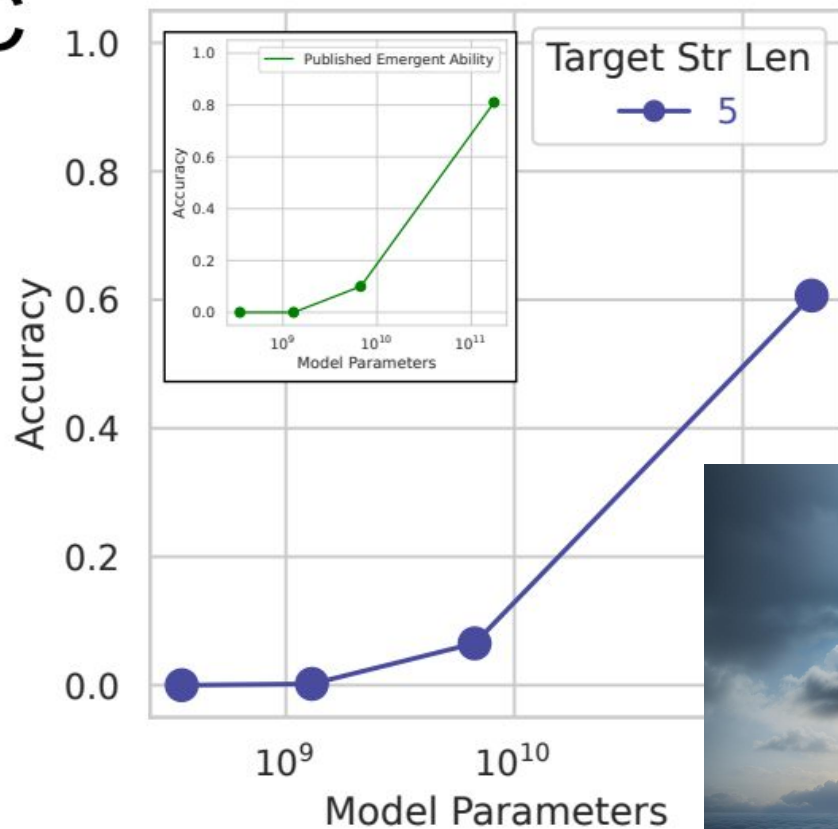 C
1.0
0.8
0.6
0.4
0.2
0.0
Accuracy
10⁹
10¹⁰
Model Parameters
Target Str Len
5
Published Emergent Ability
1.0
0.8
0.6
0.4
0.2
0.0
Accuracy
10⁹
10¹⁰
10¹¹
Model Parameters